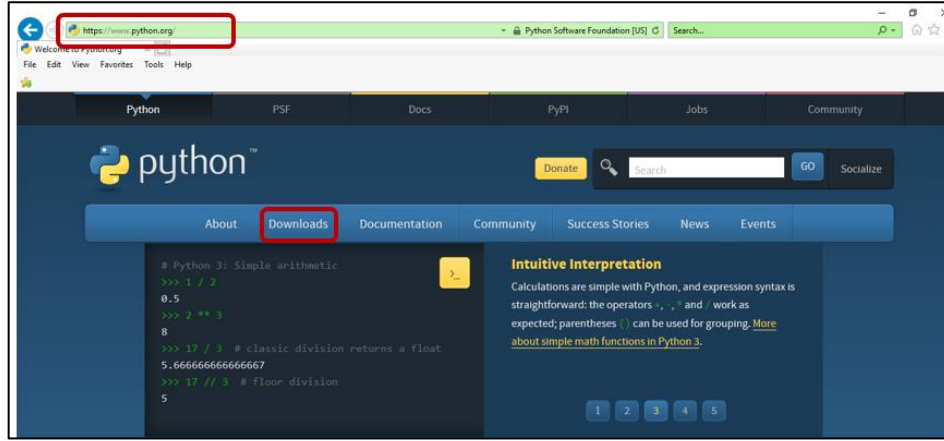 https://www.python.org/
Python Software Foundation [US]
Search...
Welcome to Python.org
File Edit View Favorites Tools Help
Python PSF Docs PyPI Jobs Community
python™
Donate
Search
GO
Socialize
About Downloads Documentation Community Success Stories News Events
# Python 3: Simple arithmetic
>>> 1 / 2
0.5
>>> 2 ** 3
8
>>> 17 / 3 # classic division returns a float
5.666666666666667
>>> 17 // 3 # floor division
5
>_
Intuitive Interpretation
Calculations are simple with Python, and expression syntax is
straightforward: the operators +, -, * and / work as
expected; parentheses () can be used for grouping. More
about simple math functions in Python 3.
1 2 3 4 5